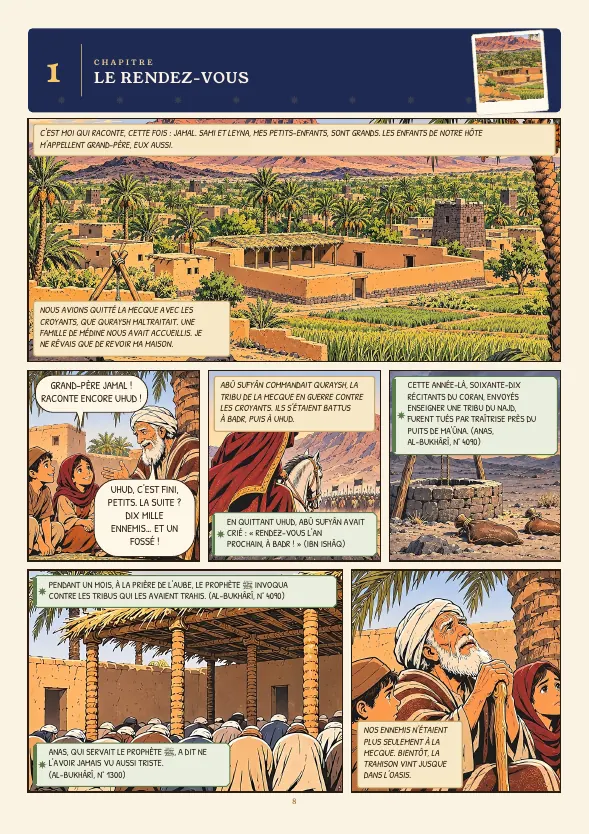 1
CHAPITRE
LE RENDEZ-VOUS
C'EST MOI QUI RACONTE, CETTE FOIS : JAMAL. SAMI ET LEYNA, MES PETITS-ENFANTS, SONT GRANDS. LES ENFANTS DE NOTRE HÔTE
M'APPELLENT GRAND-PÈRE, EUX AUSSI.
NOUS AVIONS QUITTÉ LA MECQUE AVEC LES
CROYANTS, QUE QURAYSH MALTRAITAIT. UNE
FAMILLE DE MÉDINE NOUS AVAIT ACCUEILLIS. JE
NE RÊVAIS QUE DE REVOIR MA MAISON.
GRAND-PÈRE JAMAL !
RACONTE ENCORE UHUD !
UHUD, C'EST FINI,
PETITS. LA SUITE ?
DIX MILLE
ENNEMIS... ET UN
FOSSÉ !
ABÛ SUFYÂN COMMANDAIT QURAYSH, LA
TRIBU DE LA MECQUE EN GUERRE CONTRE
LES CROYANTS. ILS S'ÉTAIENT BATTUS
À BADR, PUIS À UHUD.
EN QUITTANT UHUD, ABÛ SUFYÂN AVAIT
CRIÉ : « RENDEZ-VOUS L'AN
PROCHAIN, À BADR ! » (IBN ISHÂQ)
CETTE ANNÉE-LÀ, SOIXANTE-DIX
RÉCITANTS DU CORAN, ENVOYÉS
ENSEIGNER UNE TRIBU DU NAJD,
FURENT TUÉS PAR TRAÎTRISE PRÈS DU
PUITS DE MA'ÛNA. (ANAS,
AL-BUKHÂRÎ, N° 4090)
PENDANT UN MOIS, À LA PRIÈRE DE L'AUBE, LE PROPHÈTE ﷺ INVOQUA
CONTRE LES TRIBUS QUI LES AVAIENT TRAHIS. (AL-BUKHÂRÎ, N° 4090)
ANAS, QUI SERVAIT LE PROPHÈTE ﷺ, A DIT NE
L'AVOIR JAMAIS VU AUSSI TRISTE.
(AL-BUKHÂRÎ, N° 1300)
NOS ENNEMIS N'ÉTAIENT
PLUS SEULEMENT À LA
MECQUE. BIENTÔT, LA
TRAHISON VINT JUSQUE
DANS L'OASIS.
8